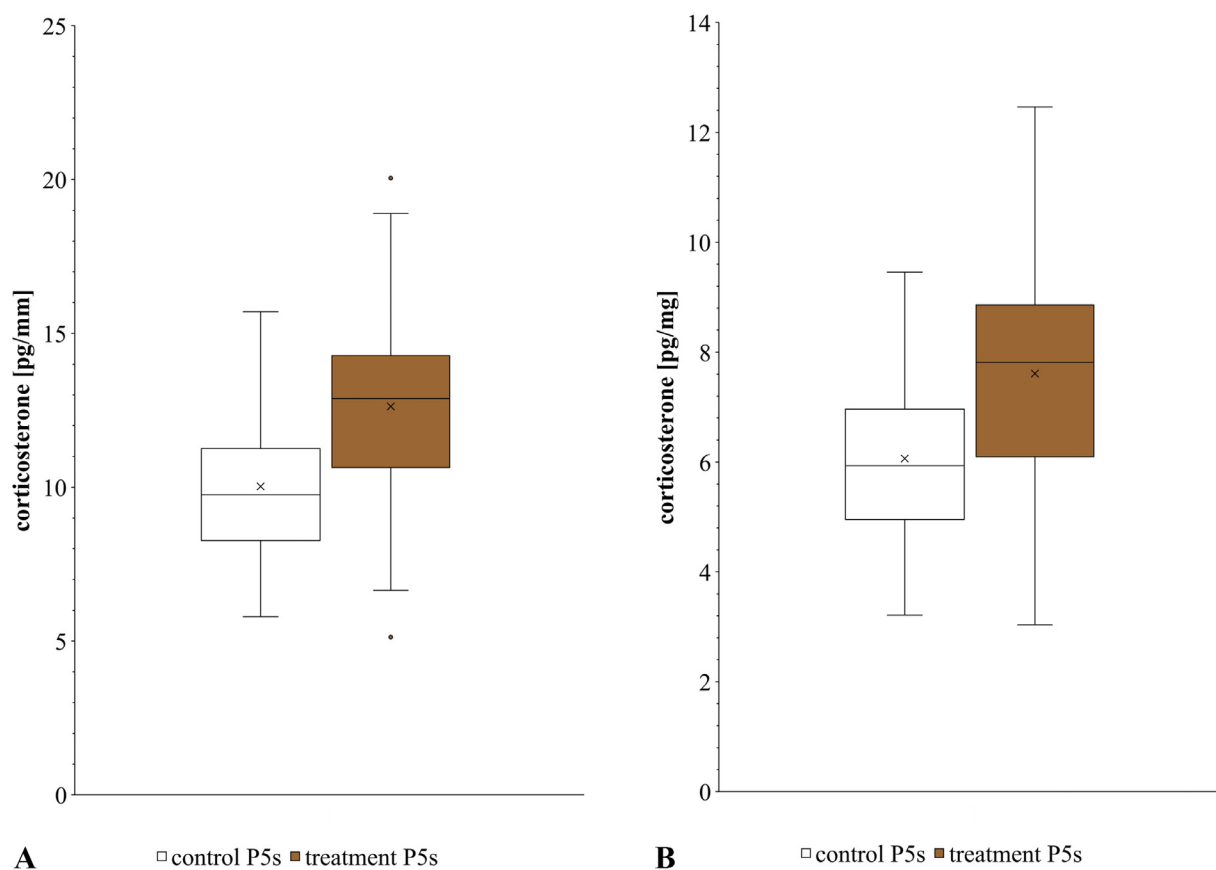 25
20
15
10
5
0
corticosterone [pg/mm]
A
control P5s
treatment P5s
14
12
10
8
6
4
2
0
corticosterone [pg/mg]
B
control P5s
treatment P5s